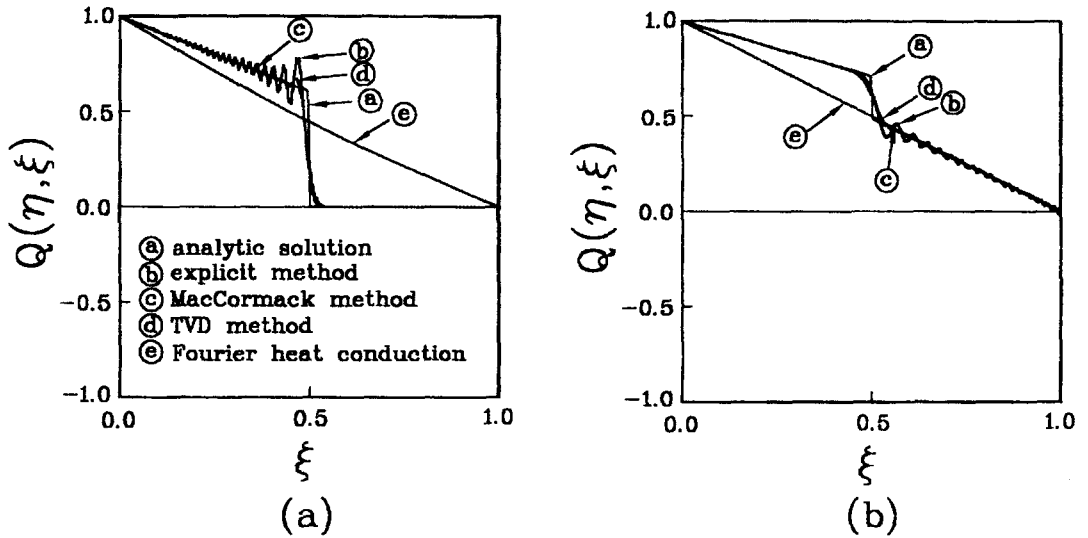 1.0
0.5
0.0
−0.5
−1.0
0.0
0.5
1.0
Q(η,ξ)
ξ
c
b
d
a
e
ⓐ analytic solution
ⓑ explicit method
ⓒ MacCormack method
ⓓ TVD method
ⓔ Fourier heat conduction
(a)
1.0
0.5
0.0
−0.5
−1.0
0.0
0.5
1.0
Q(η,ξ)
ξ
a
d
b
e
c
(b)